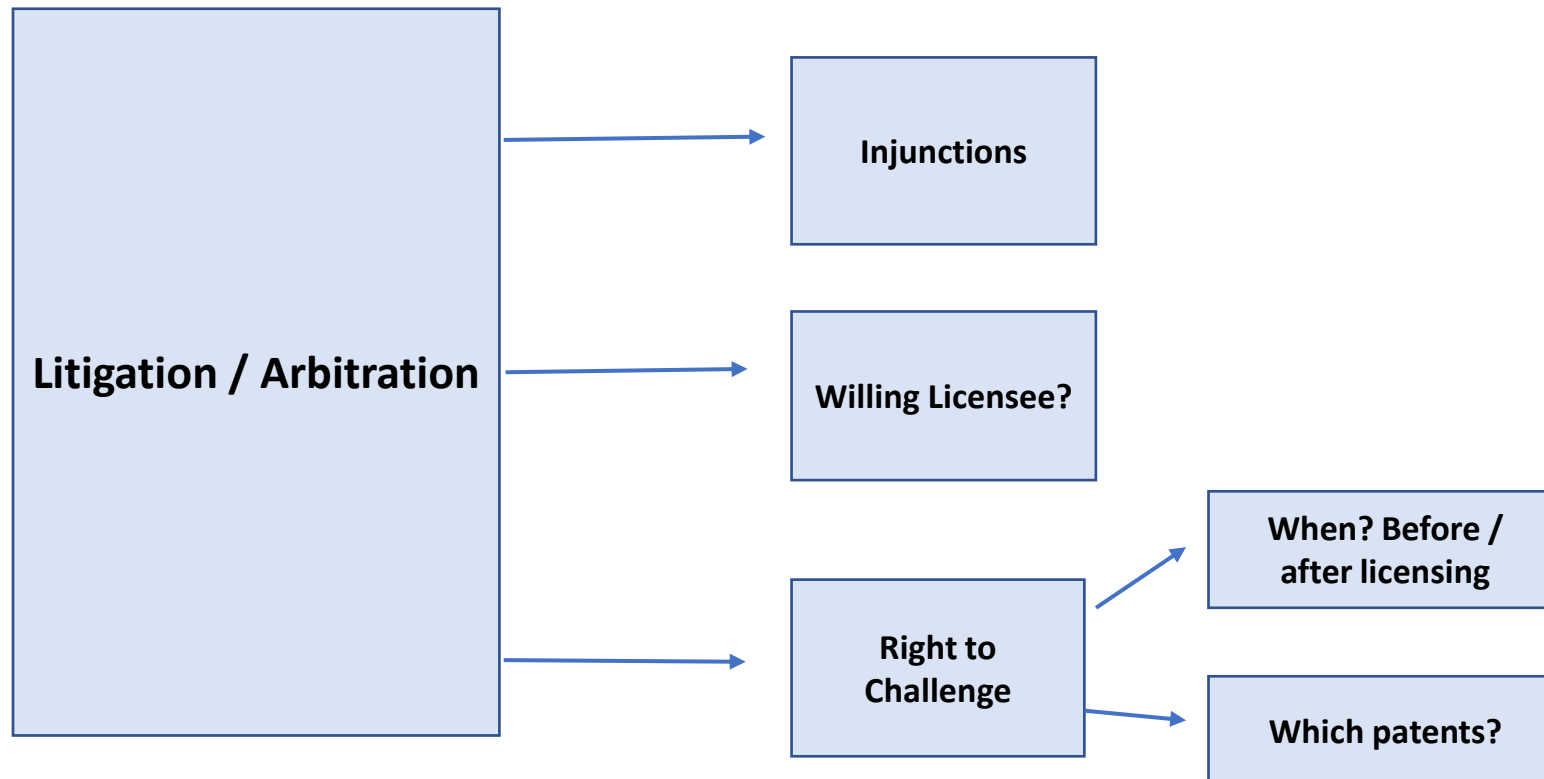 Litigation / Arbitration
Injunctions
Willing Licensee?
Right to
Challenge
When? Before /
after licensing
Which patents?